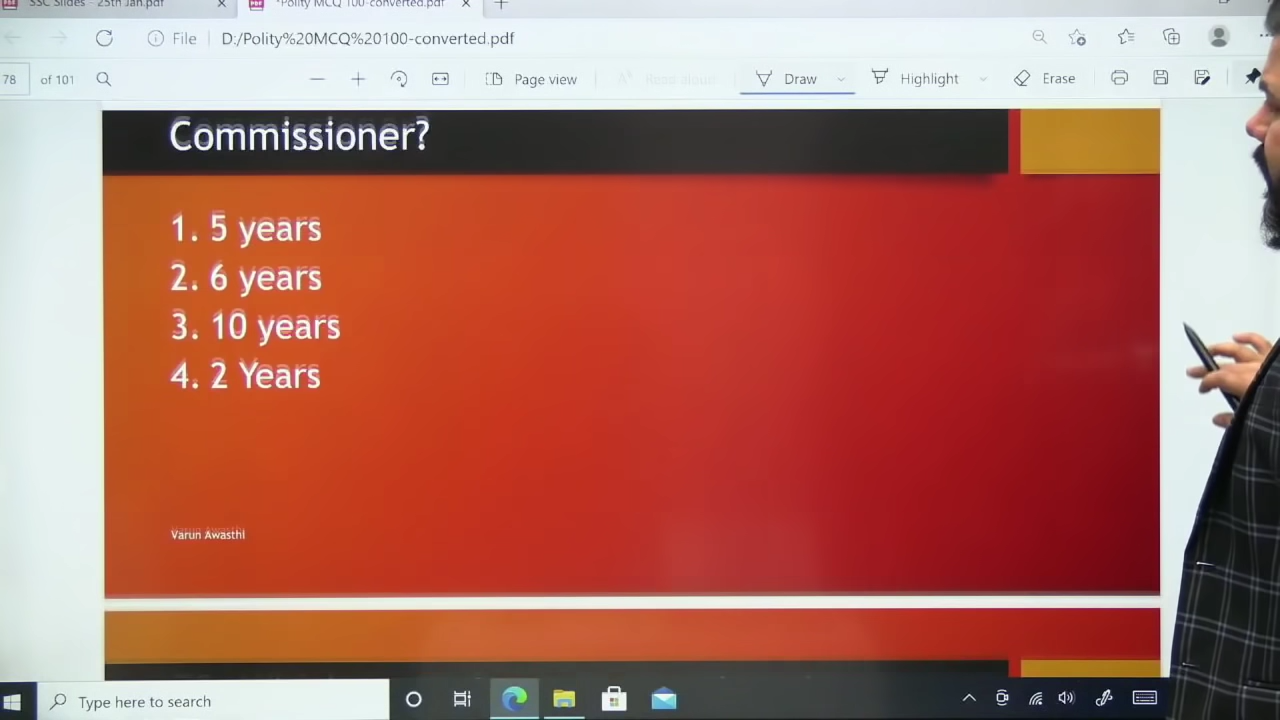 SSC Slides - 25th Jan.pdf
*Polity MCQ 100-converted.pdf
File
D:/Polity%20MCQ%20100-converted.pdf
78 of 101
Page view
Read aloud
Draw
Highlight
Erase
Commissioner?
1. 5 years
2. 6 years
3. 10 years
4. 2 Years
Varun Awasthi
Type here to search